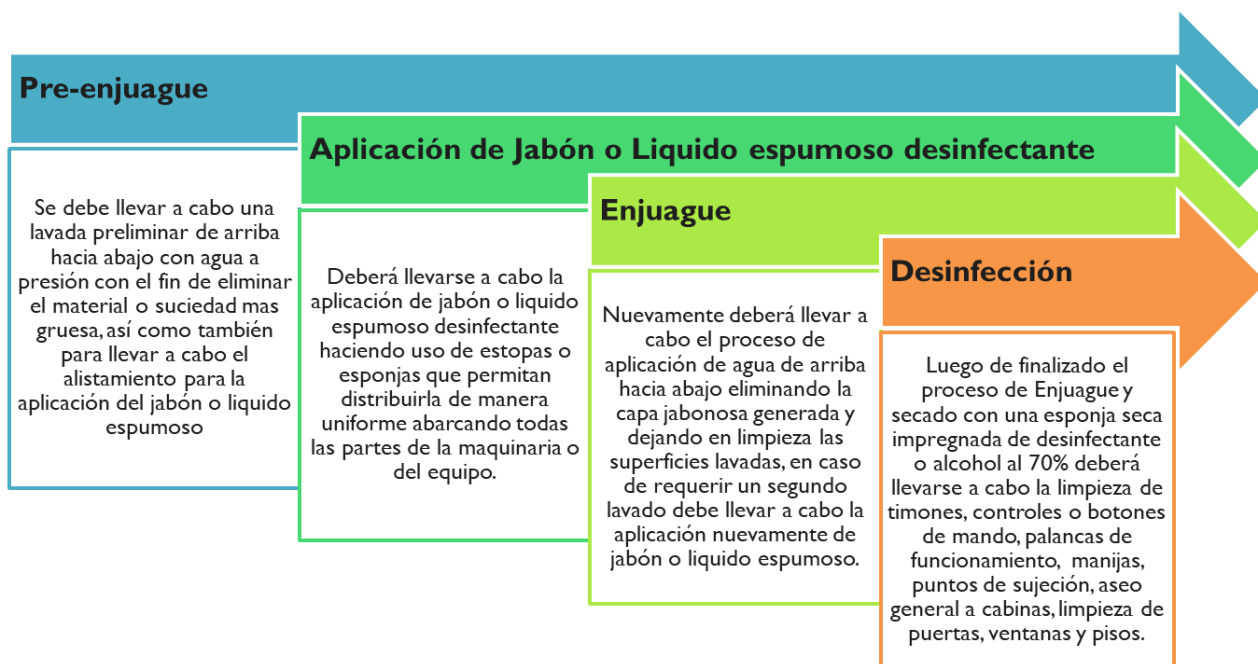 Pre-enjuague
Se debe llevar a cabo una
lavada preliminar de arriba
hacia abajo con agua a
presión con el fin de eliminar
el material o suciedad mas
gruesa, así como también
para llevar a cabo el
alistamiento para la
aplicación del jabón o liquido
espumoso
Aplicación de Jabón o Liquido espumoso desinfectante
Deberá llevarse a cabo la
aplicación de jabón o liquido
espumoso desinfectante
haciendo uso de estopas o
esponjas que permitan
distribuirla de manera
uniforme abarcando todas
las partes de la maquinaria o
del equipo.
Enjuague
Nuevamente deberá llevar a
cabo el proceso de
aplicación de agua de arriba
hacia abajo eliminando la
capa jabonosa generada y
dejando en limpieza las
superficies lavadas, en caso
de requerir un segundo
lavado debe llevar a cabo la
aplicación nuevamente de
jabón o liquido espumoso.
Desinfección
Luego de finalizado el
proceso de Enjuague y
secado con una esponja seca
impregnada de desinfectante
o alcohol al 70% deberá
llevarse a cabo la limpieza de
timones, controles o botones
de mando, palancas de
funcionamiento, manijas,
puntos de sujeción, aseo
general a cabinas, limpieza de
puertas, ventanas y pisos.